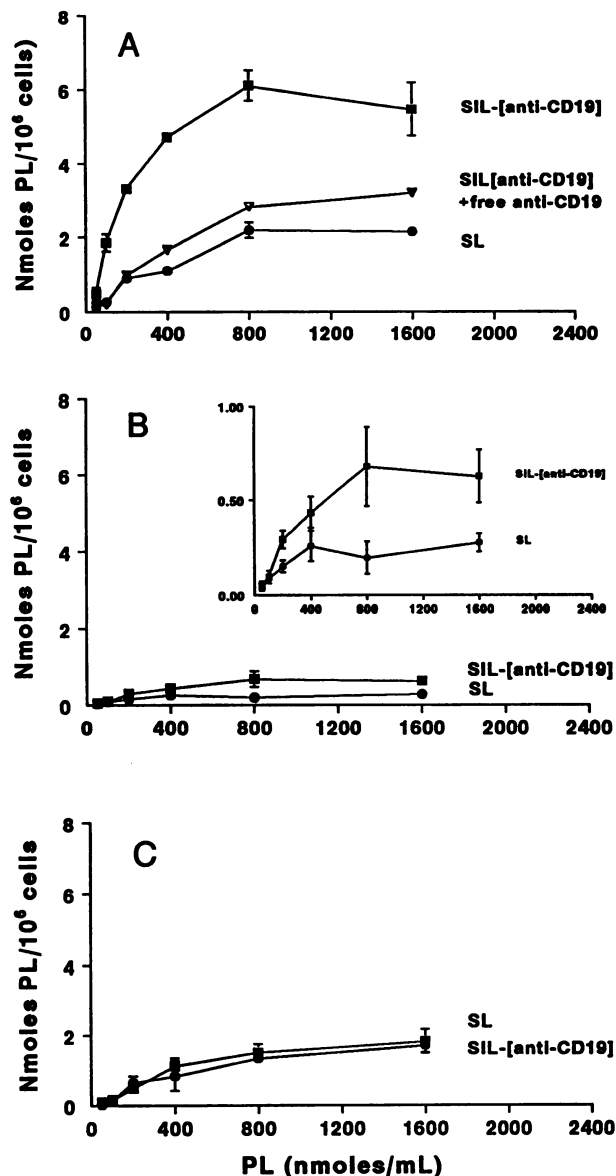 A
Nmoles PL/10⁶ cells)
8
6
4
2
0
SIL-[anti-CD19]
SIL[anti-CD19]
+free anti-CD19
SL
0 400 800 1200 1600 2000 2400
B
Nmoles PL/10⁶ cells
8
6
4
2
0
1.00
0.50
0.00
SIL-[anti-CD19]
SL
0 400 800 1200 1600 2000 2400
SIL-[anti-CD19]
SL
0 400 800 1200 1600 2000 2400
C
Nmoles PL/10⁶ cells
8
6
4
2
0
SL
SIL-[anti-CD19]
0 400 800 1200 1600 2000 2400
PL (nmoles/mL)